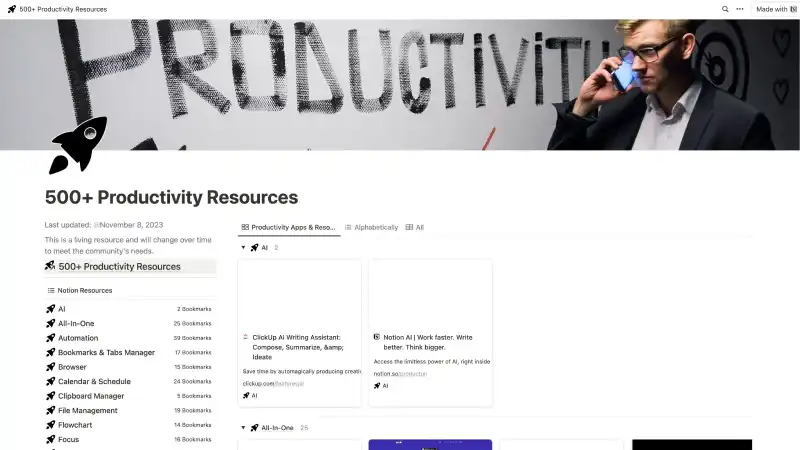 500+ Productivity Resources
Made with
PRODUCTIVITY
500+ Productivity Resources
Last updated: @November 8, 2023
This is a living resource and will change over time
to meet the community's needs.
500+ Productivity Resources
Notion Resources
AI 2 Bookmarks
All-In-One 25 Bookmarks
Automation 59 Bookmarks
Bookmarks & Tabs Manager 17 Bookmarks
Browser 15 Bookmarks
Calendar & Schedule 24 Bookmarks
Clipboard Manager 5 Bookmarks
File Management 19 Bookmarks
Flowchart 14 Bookmarks
Focus 16 Bookmarks
Productivity Apps & Reso... Alphabetically All
AI 2
ClickUp AI Writing Assistant:
Compose, Summarize, &amp;
Ideate
Save time by automagically producing creativ
clickup.com/features/ai
AI
Notion AI | Work faster. Write
better. Think bigger.
Access the limitless power of AI, right inside
notion.so/product/ai
AI
All-In-One 25